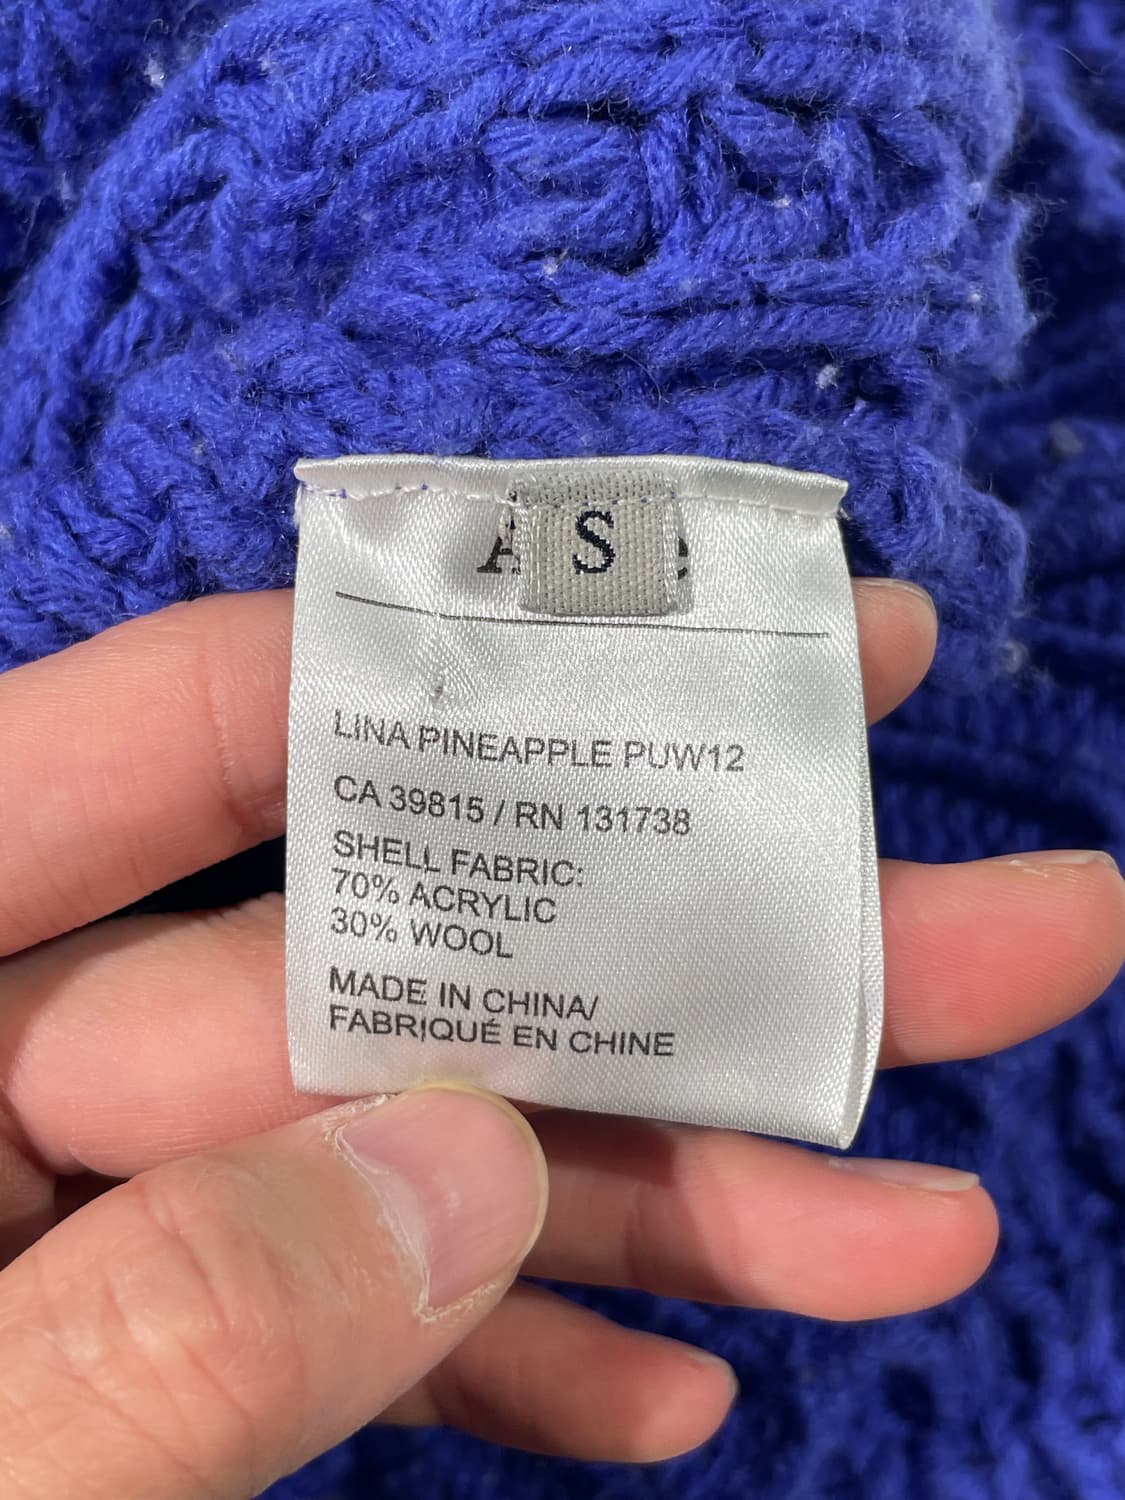 S
LINA PINEAPPLE PUW12
CA 39815 / RN 131738
SHELL FABRIC:
70% ACRYLIC
30% WOOL
MADE IN CHINA/
FABRIQUÉ EN CHINE